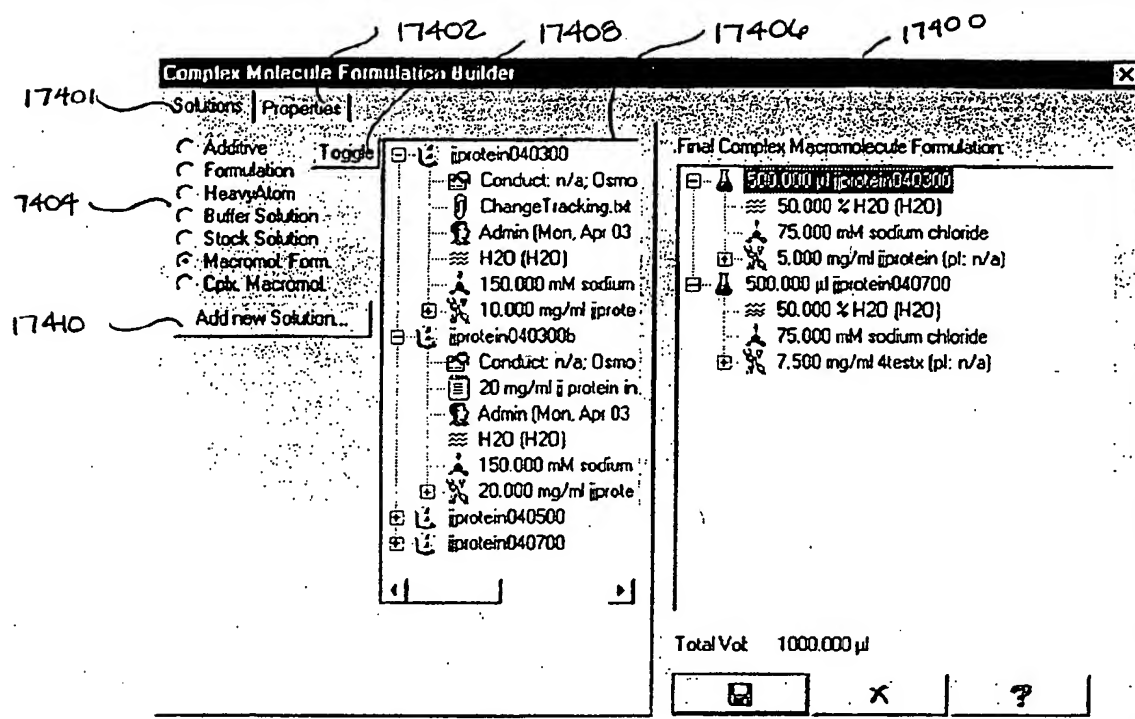 17402 17408 17406 17400
Complex Molecule Formulation Builder
17401
Solutions Properties
Additive
Toggle
Formulation
HeavyAtom
7404
Buffer Solution
Stock Solution
Macromol. Form.
Cplx. Macromol.
17410
Add new Solution...
jjprotein040300
Conduct: n/a; Osmo
ChangeTracking.txt
Admin (Mon, Apr 03
H2O (H2O)
150.000 mM sodium
10.000 mg/ml jjprote
jjprotein040300b
Conduct: n/a; Osmo
20 mg/ml jj protein in
Admin (Mon, Apr 03
H2O (H2O)
150.000 mM sodium
20.000 mg/ml jjprote
jjprotein040500
jjprotein040700
Final Complex Macromolecule Formulation:
500.000 µl jjprotein040300
50.000 % H2O (H2O)
75.000 mM sodium chloride
5.000 mg/ml jjprotein (pI: n/a)
500.000 µl jjprotein040700
50.000 % H2O (H2O)
75.000 mM sodium chloride
7.500 mg/ml 4testx (pI: n/a)
Total Vol: 1000.000 µl
?